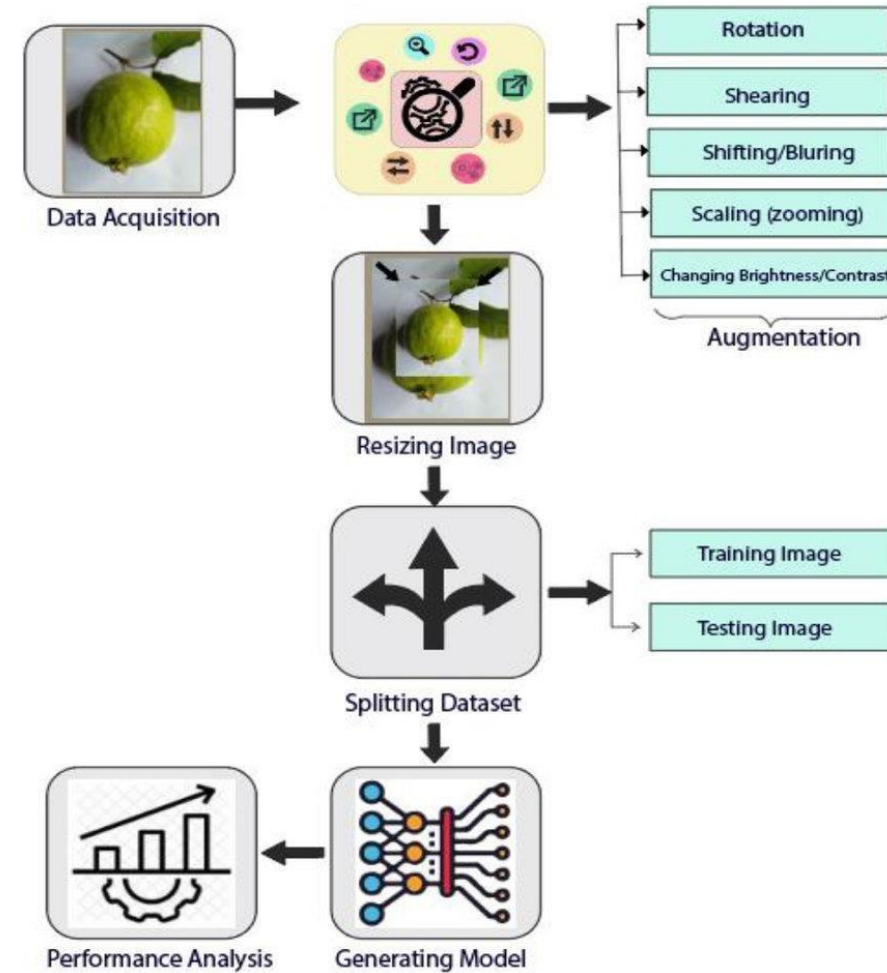 Rotation
Shearing
Shifting/Bluring
Scaling (zooming)
Changing Brightness/Contrast
Augmentation
Data Acquisition
Resizing Image
Training Image
Testing Image
Splitting Dataset
Performance Analysis
Generating Model